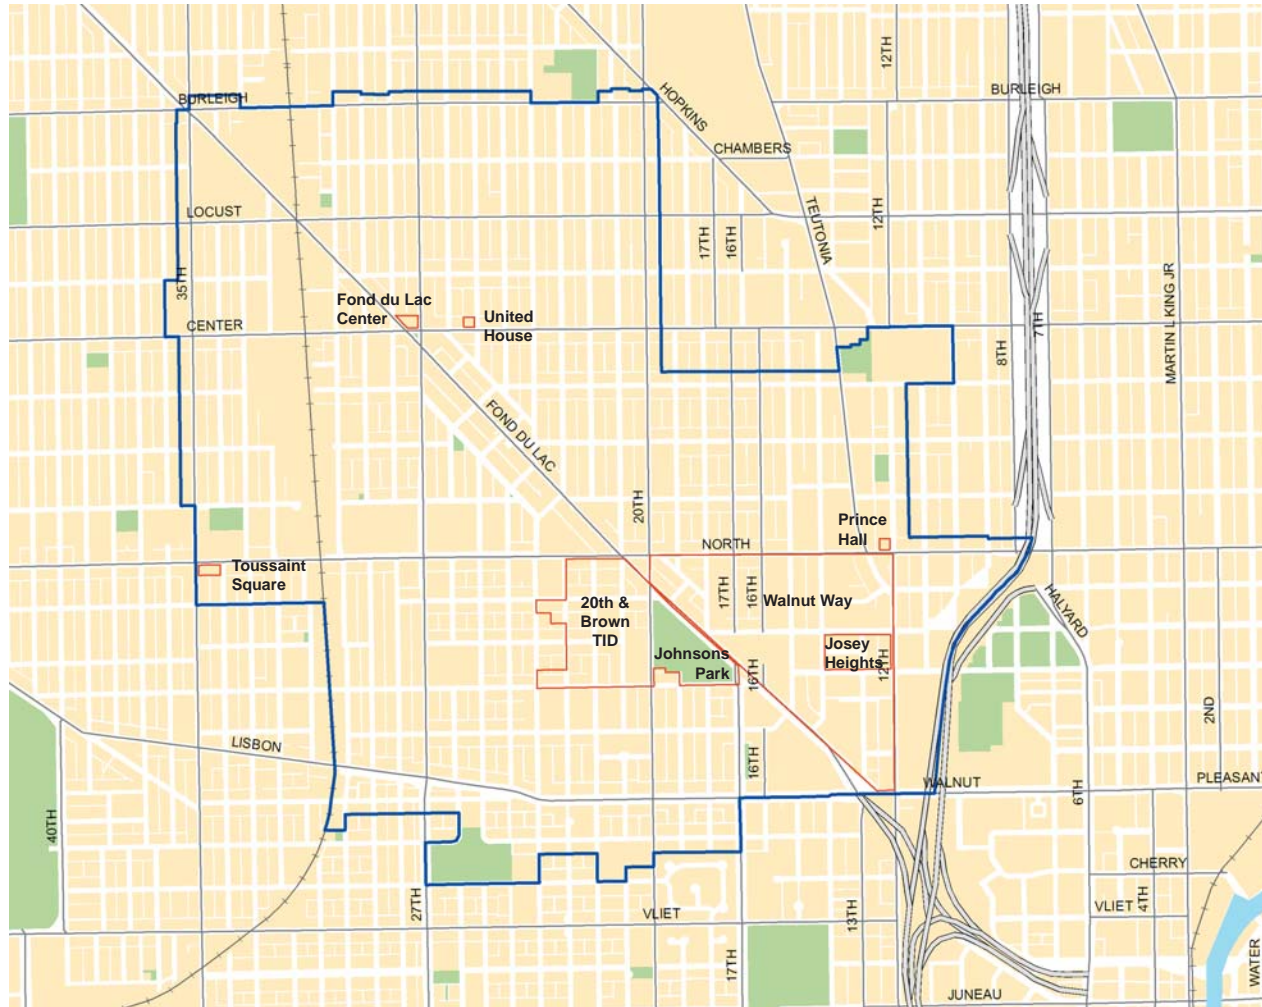 12TH
BURLEIGH
HOPKINS
BURLEIGH
CHAMBERS
LOCUST
TEUTONIA
12TH
17TH
16TH
35TH
MARTIN L KING JR
Fond du Lac
Center
United
House
CENTER
7TH
8TH
FOND DU LAC
20TH
Prince
Hall
NORTH
Toussaint
Square
20th &
Brown
TID
17TH
16TH
Walnut Way
HALYARD
Johnsons
Park
Josey
Heights
12TH
16TH
2ND
LISBON
16TH
WALNUT
PLEASANT
6TH
40TH
CHERRY
27TH
VLIET
13TH
VLIET
4TH
17TH
WATER
JUNEAU